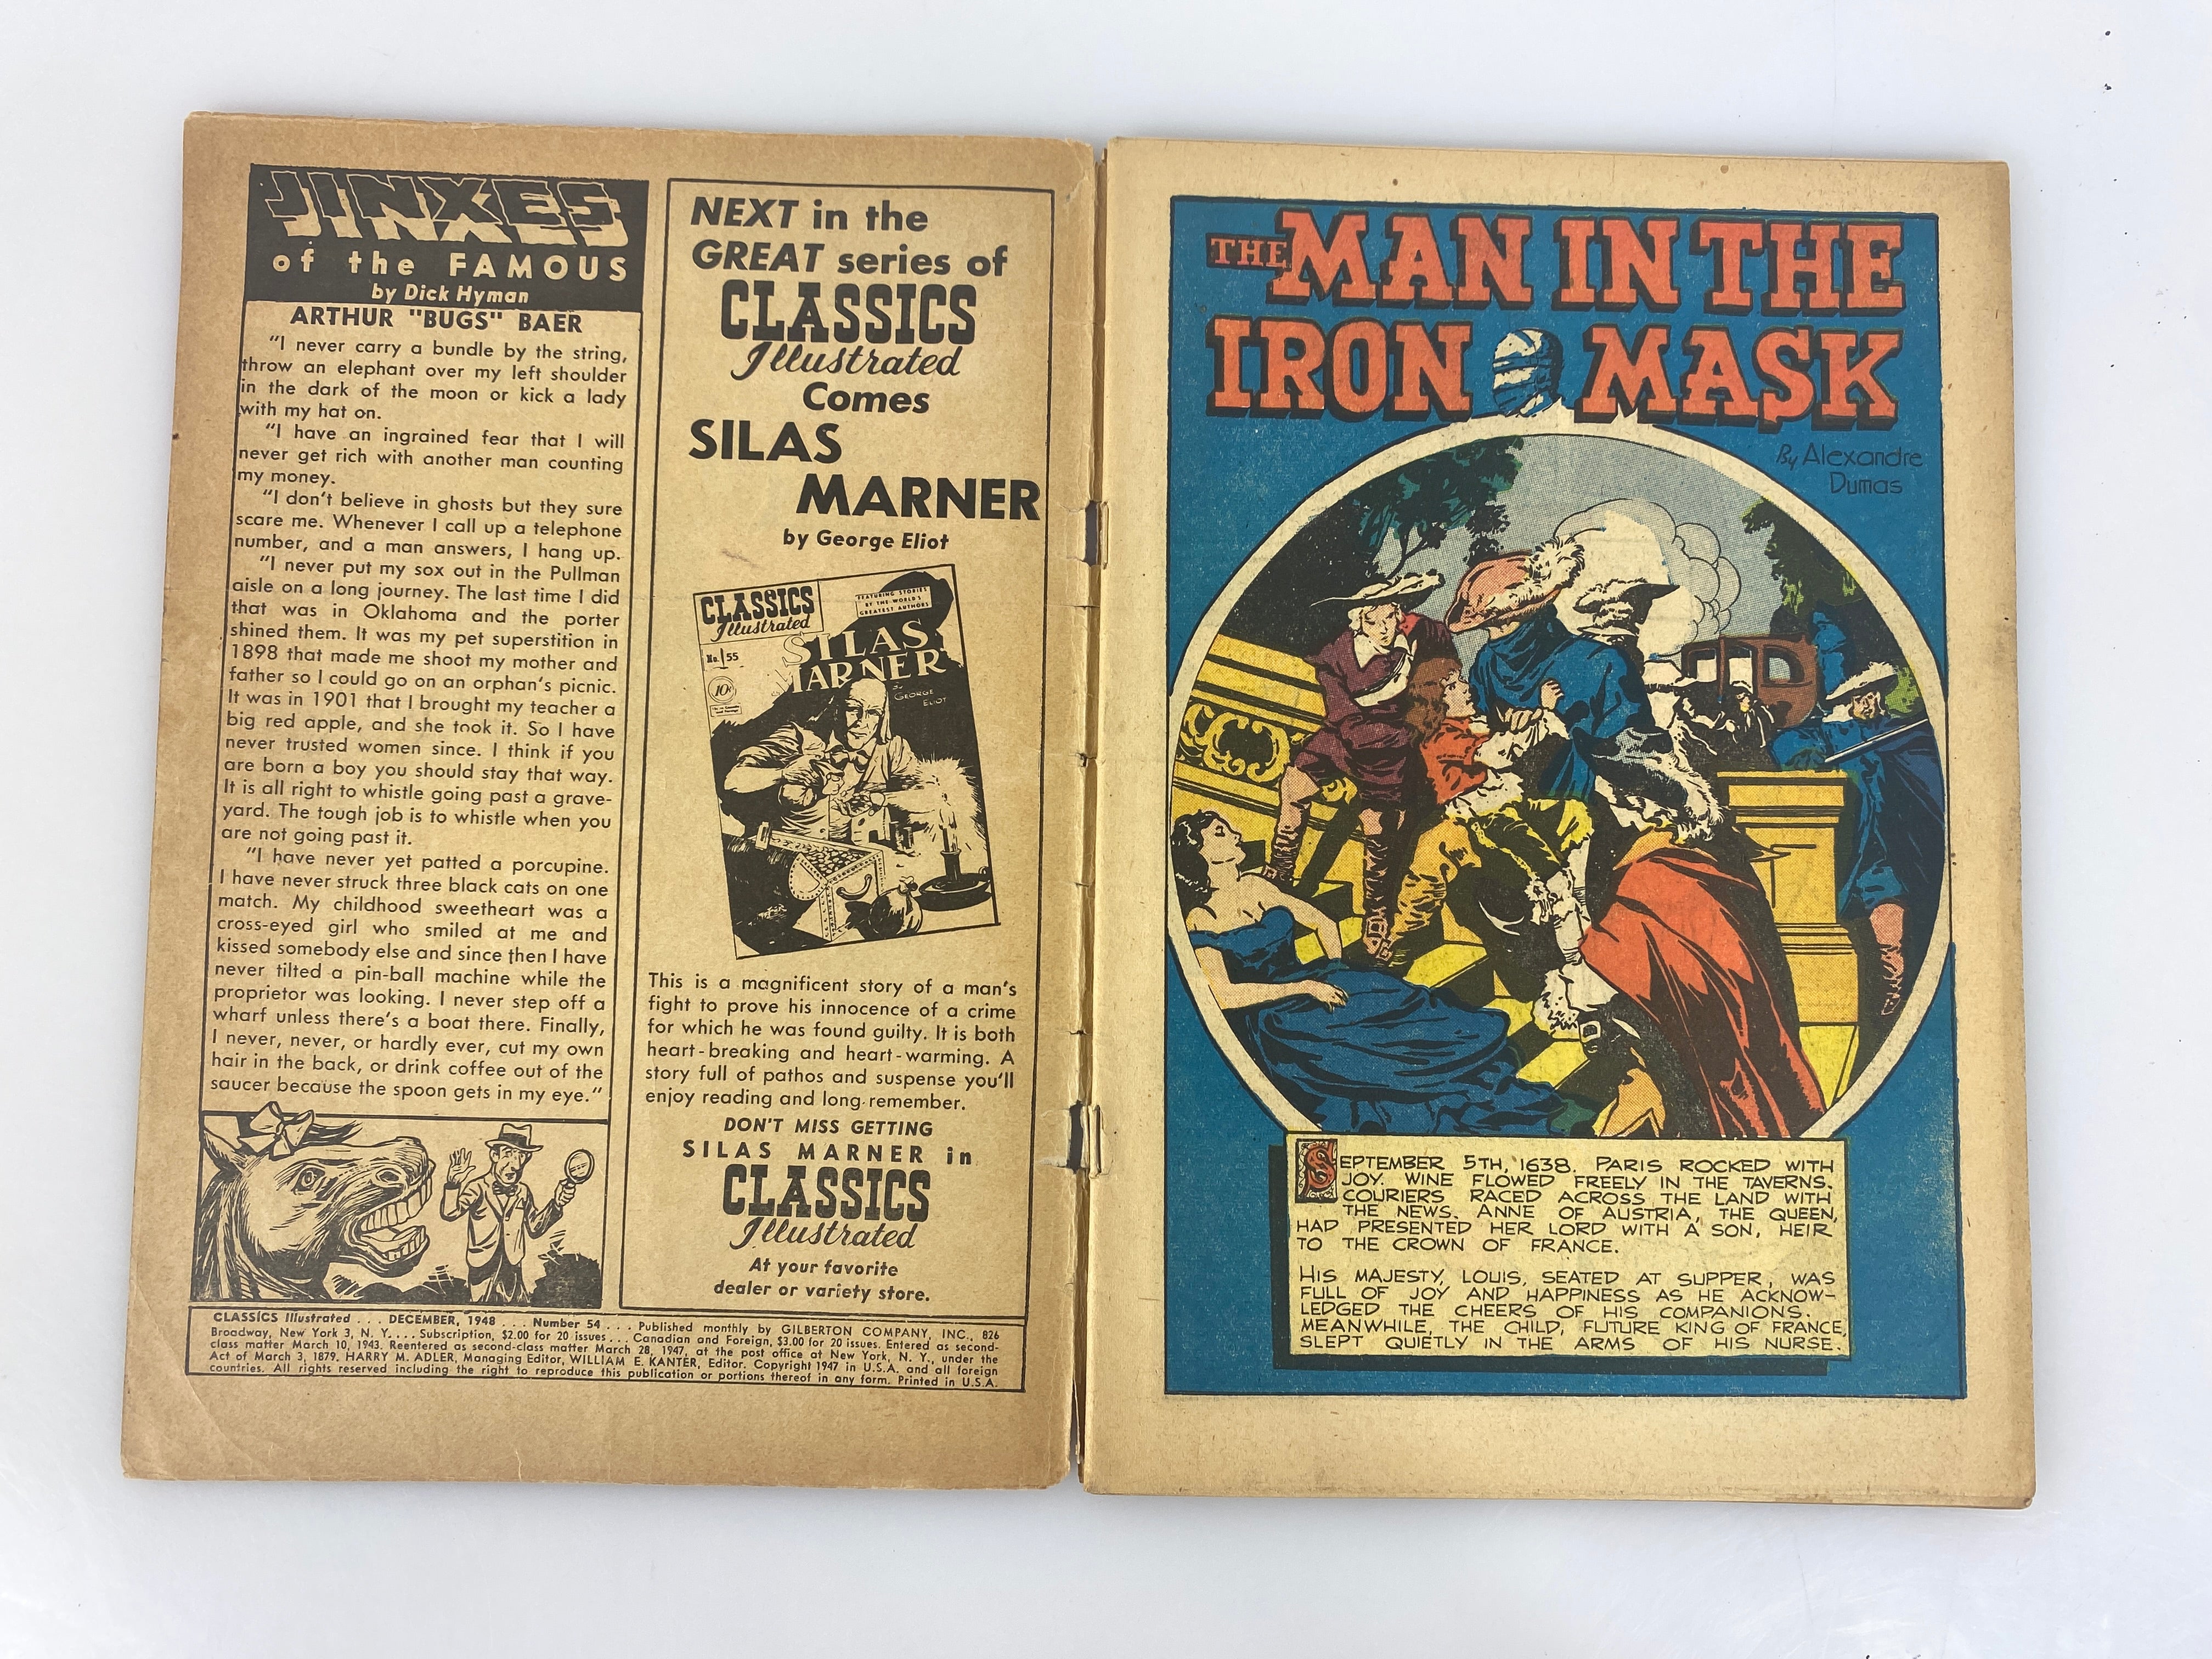 JINXES
of the FAMOUS
by Dick Hyman
ARTHUR "BUGS" BAER
"I never carry a bundle by the string,
throw an elephant over my left shoulder
in the dark of the moon or kick a lady
with my hat on.
"I have an ingrained fear that I will
never get rich with another man counting
my money.
"I don't believe in ghosts but they sure
scare me. Whenever I call up a telephone
number, and a man answers, I hang up.
"I never put my sox out in the Pullman
aisle on a long journey. The last time I did
that was in Oklahoma and the porter
shined them. It was my pet superstition in
1898 that made me shoot my mother and
father so I could go on an orphan's picnic.
It was in 1901 that I brought my teacher a
big red apple, and she took it. So I have
never trusted women since. I think if you
are born a boy you should stay that way.
It is all right to whistle going past a grave-
yard. The tough job is to whistle when you
are not going past it.
"I have never yet patted a porcupine.
I have never struck three black cats on one
match. My childhood sweetheart was a
cross-eyed girl who smiled at me and
kissed somebody else and since then I have
never tilted a pin-ball machine while the
proprietor was looking. I never step off a
wharf unless there's a boat there. Finally,
I never, never, or hardly ever, cut my own
hair in the back, or drink coffee out of the
saucer because the spoon gets in my eye."
NEXT in the
GREAT series of
CLASSICS
Illustrated
Comes
SILAS
MARNER
by George Eliot
CLASSICS
Illustrated
FEATURING STORIES
BY THE WORLD'S
GREATEST AUTHORS
SILAS
MARNER
No. 55
10¢
By
GEORGE
ELIOT
This is a magnificent story of a man's
fight to prove his innocence of a crime
for which he was found guilty. It is both
heart-breaking and heart-warming. A
story full of pathos and suspense you'll
enjoy reading and long remember.
DON'T MISS GETTING
SILAS MARNER in
CLASSICS
Illustrated
At your favorite
dealer or variety store.
CLASSICS Illustrated . . . DECEMBER, 1948 . . . Number 54 . . . Published monthly by GILBERTON COMPANY, INC., 826
Broadway, New York 3, N. Y. . . . Subscription, $2.00 for 20 issues . . . Canadian and Foreign, $3.00 for 20 issues. Entered as second-
class matter March 10, 1943. Reentered as second-class matter March 28, 1947, at the post office at New York, N. Y., under the
Act of March 3, 1879. HARRY M. ADLER, Managing Editor, WILLIAM E. KANTER, Editor. Copyright 1947 in U.S.A. and all foreign
countries. All rights reserved including the right to reproduce this publication or portions thereof in any form. Printed in U.S.A.
THE MAN IN THE
IRON MASK
By Alexandre
Dumas
SEPTEMBER 5TH, 1638. PARIS ROCKED WITH
JOY. WINE FLOWED FREELY IN THE TAVERNS.
COURIERS RACED ACROSS THE LAND WITH
THE NEWS. ANNE OF AUSTRIA, THE QUEEN,
HAD PRESENTED HER LORD WITH A SON, HEIR
TO THE CROWN OF FRANCE.
HIS MAJESTY, LOUIS, SEATED AT SUPPER, WAS
FULL OF JOY AND HAPPINESS AS HE ACKNOW-
LEDGED THE CHEERS OF HIS COMPANIONS.
MEANWHILE, THE CHILD, FUTURE KING OF FRANCE,
SLEPT QUIETLY IN THE ARMS OF HIS NURSE.